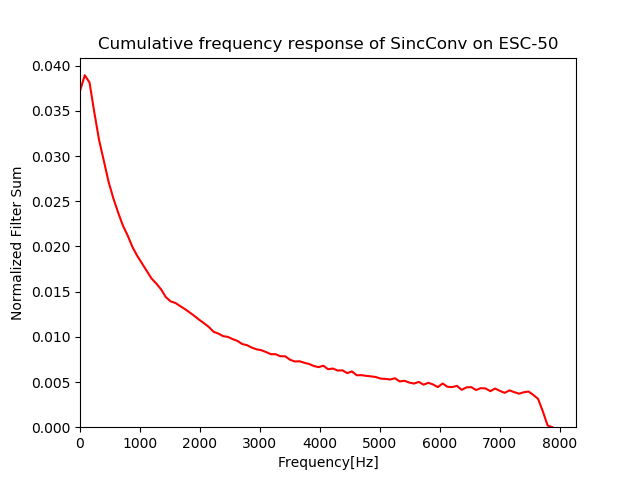 Cumulative frequency response of SincConv on ESC-50
0.040
0.035
0.030
0.025
0.020
0.015
0.010
0.005
0.000
Normalized Filter Sum
0 1000 2000 3000 4000 5000 6000 7000 8000
Frequency[Hz]